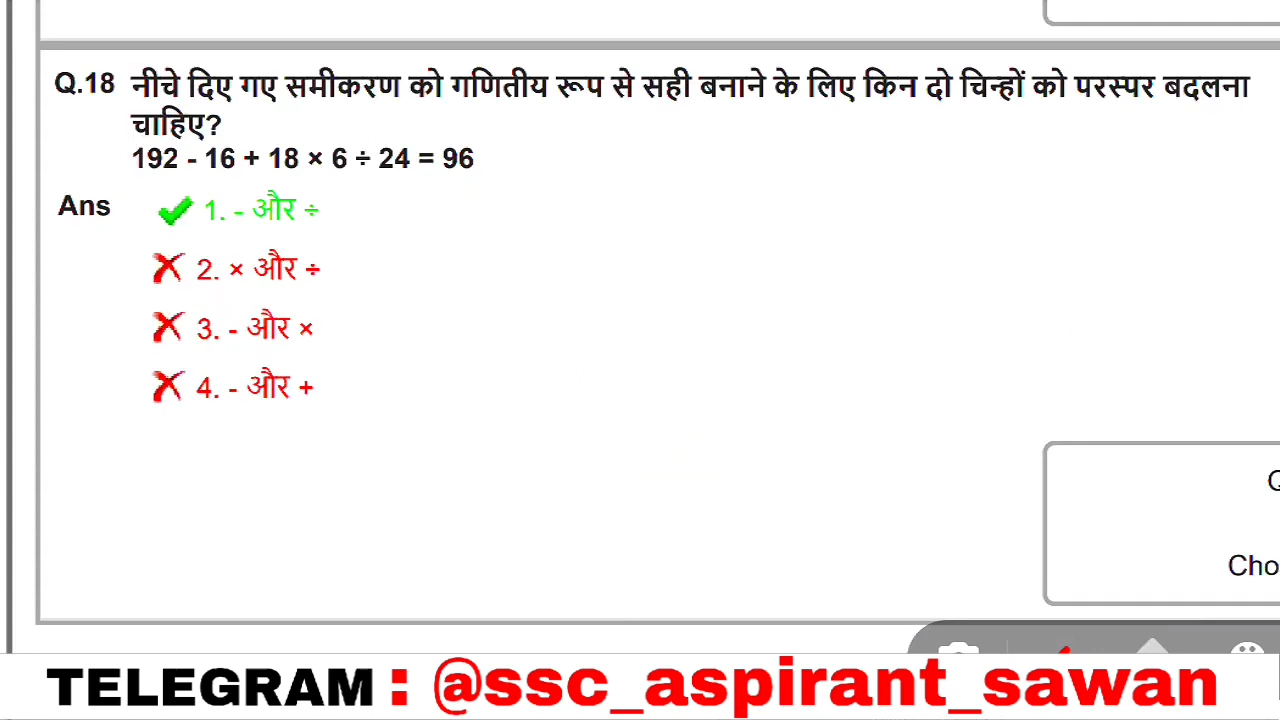 Q.18 नीचे दिए गए समीकरण को गणितीय रूप से सही बनाने के लिए किन दो चिन्हों को परस्पर बदलना
चाहिए?
192 - 16 + 18 × 6 ÷ 24 = 96
Ans 1. - और ÷
2. × और ÷
3. - और ×
4. - और +
Q
Cho
TELEGRAM : @ssc_aspirant_sawan